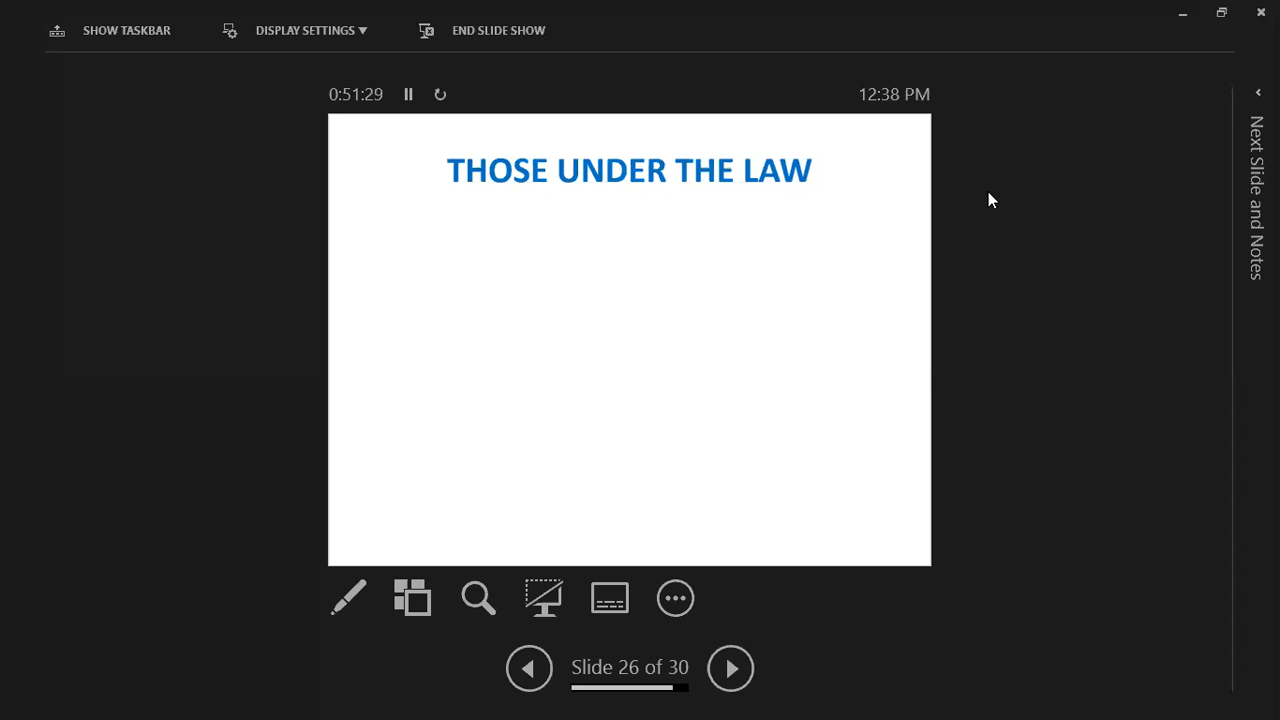 SHOW TASKBAR
DISPLAY SETTINGS ▼
END SLIDE SHOW
0:51:29
12:38 PM
THOSE UNDER THE LAW
Next Slide and Notes
Slide 26 of 30